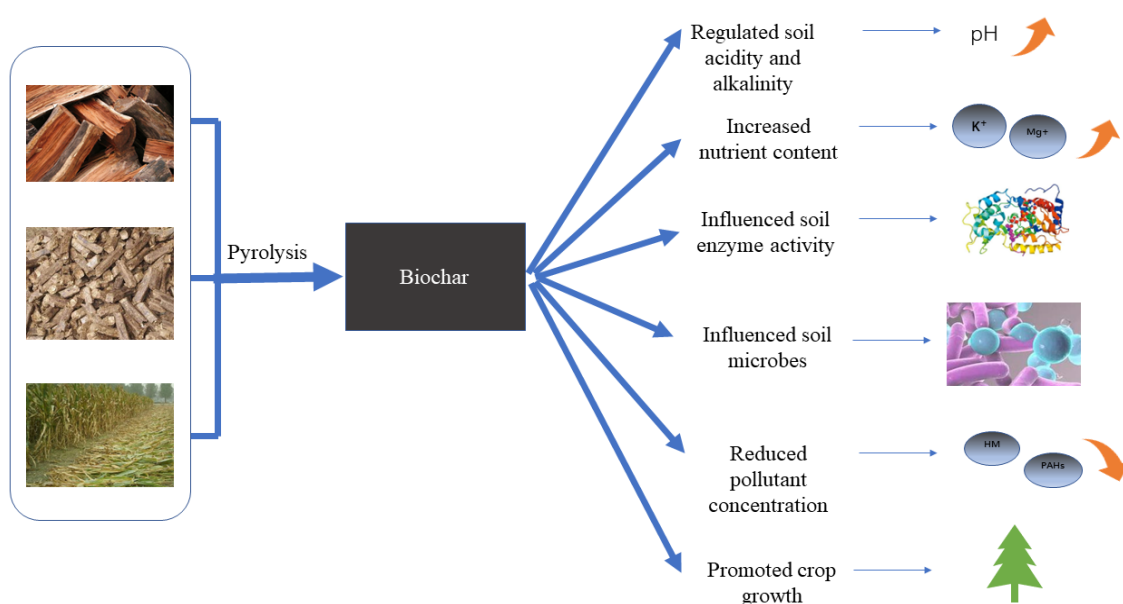 Pyrolysis
Biochar
Regulated soil
acidity and
alkalinity
pH
Increased
nutrient content
K⁺
Mg+
Influenced soil
enzyme activity
Influenced soil
microbes
Reduced
pollutant
concentration
HM
PAHs
Promoted crop
growth